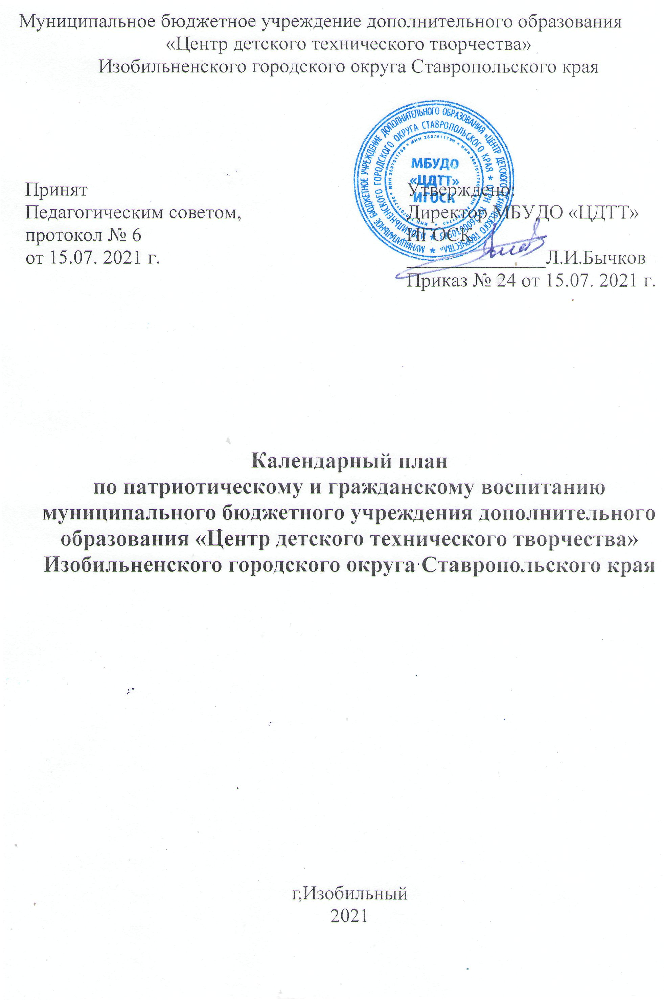 Муниципальное бюджетное учреждение дополнительного образования
«Центр детского технического творчества»
Изобильненского городского округа Ставропольского края
МУНИЦИПАЛЬНОЕ БЮДЖЕТНОЕ УЧРЕЖДЕНИЕ ДОПОЛНИТЕЛЬНОГО ОБРАЗОВАНИЯ «ЦЕНТР ДЕТСКОГО ТЕХНИЧЕСКОГО ТВОРЧЕСТВА»
ИЗОБИЛЬНЕНСКОГО ГОРОДСКОГО ОКРУГА СТАВРОПОЛЬСКОГО КРАЯ
ИНН 2607011790
МБУДО
«ЦДТТ»
ИГОСК
Принят
Педагогическим советом,
протокол № 6
от 15.07. 2021 г.
Утверждено:
Директор МБУДО «ЦДТТ»
ИГОСК
Л.И.Бычков
Приказ № 24 от 15.07. 2021 г.
Календарный план
по патриотическому и гражданскому воспитанию
муниципального бюджетного учреждения дополнительного
образования «Центр детского технического творчества»
Изобильненского городского округа Ставропольского края
г,Изобильный
2021